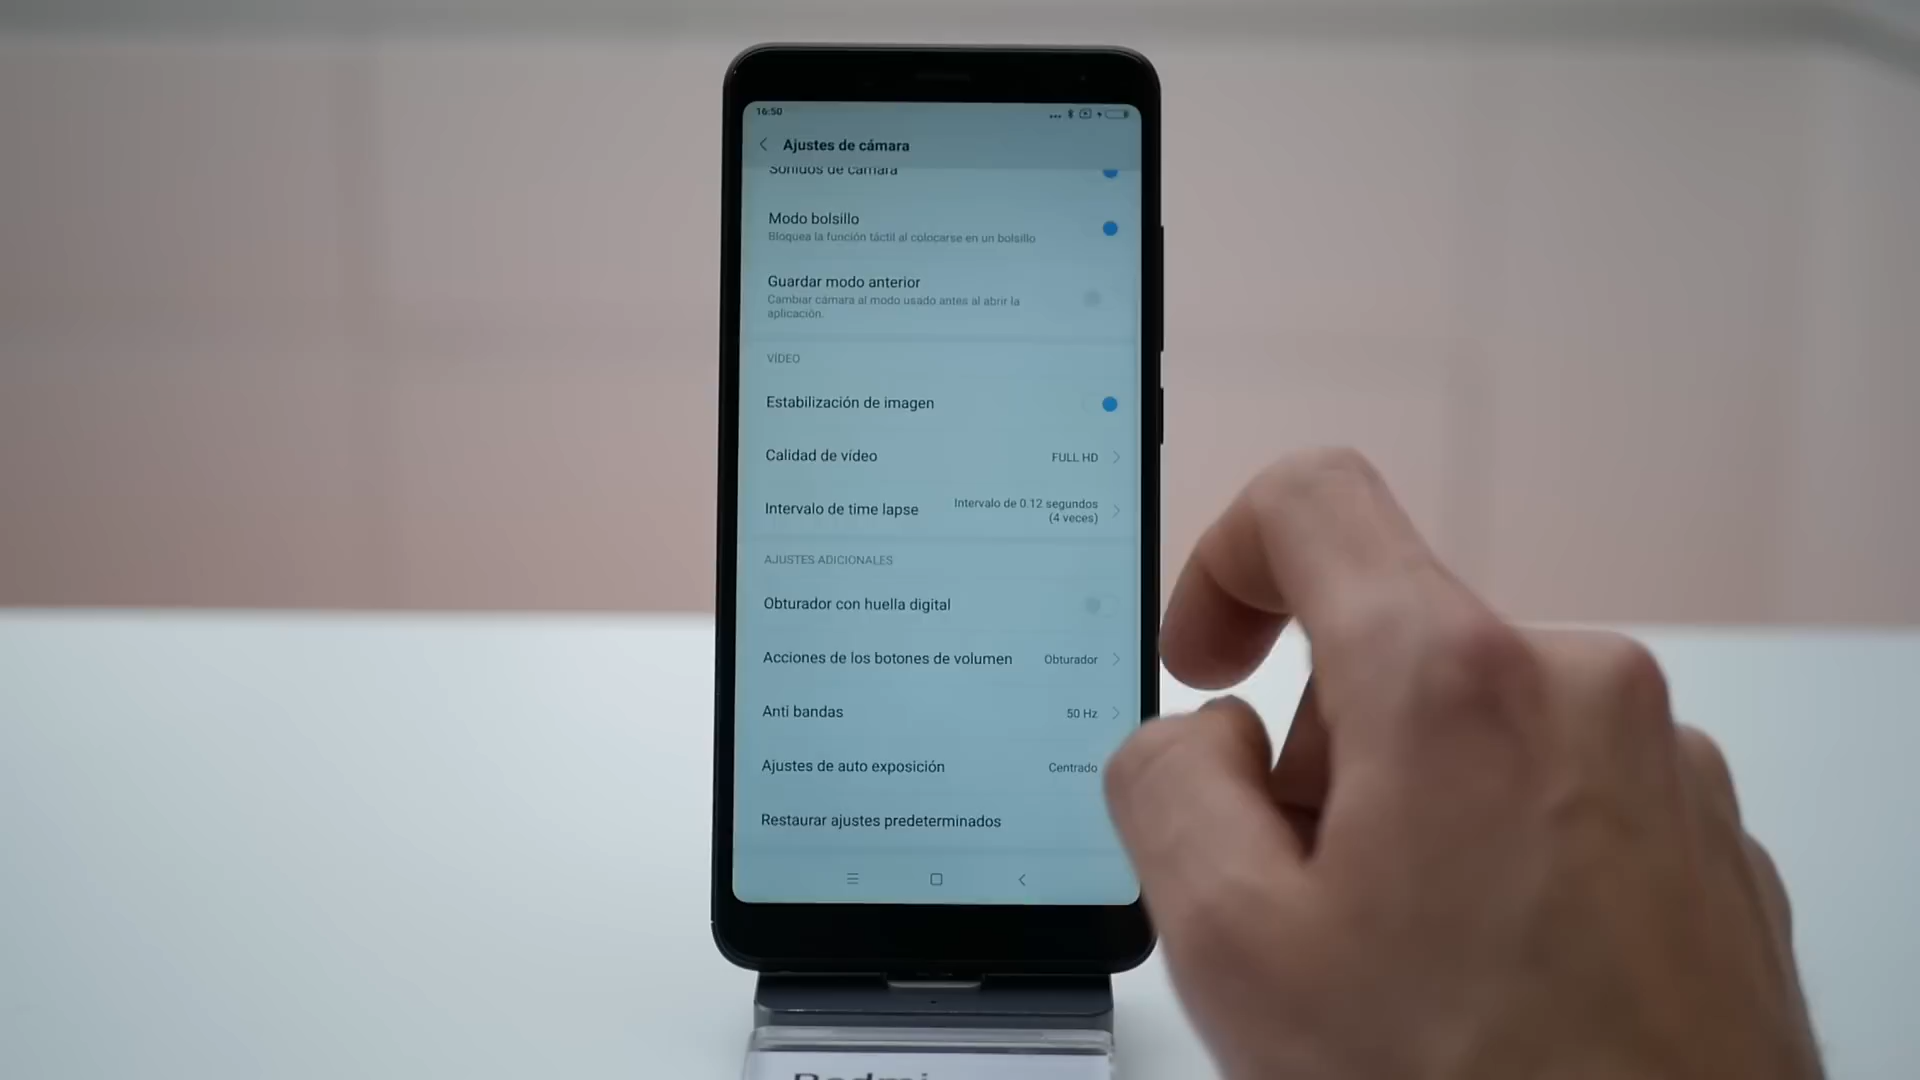 16:50
Ajustes de cámara
Sonidos de cámara
Modo bolsillo
Bloquea la función táctil al colocarse en un bolsillo
Guardar modo anterior
Cambiar cámara al modo usado antes al abrir la
aplicación.
VÍDEO
Estabilización de imagen
Calidad de vídeo FULL HD
Intervalo de time lapse Intervalo de 0.12 segundos
(4 veces)
AJUSTES ADICIONALES
Obturador con huella digital
Acciones de los botones de volumen Obturador
Anti bandas 50 Hz
Ajustes de auto exposición Centrado
Restaurar ajustes predeterminados
Redmi